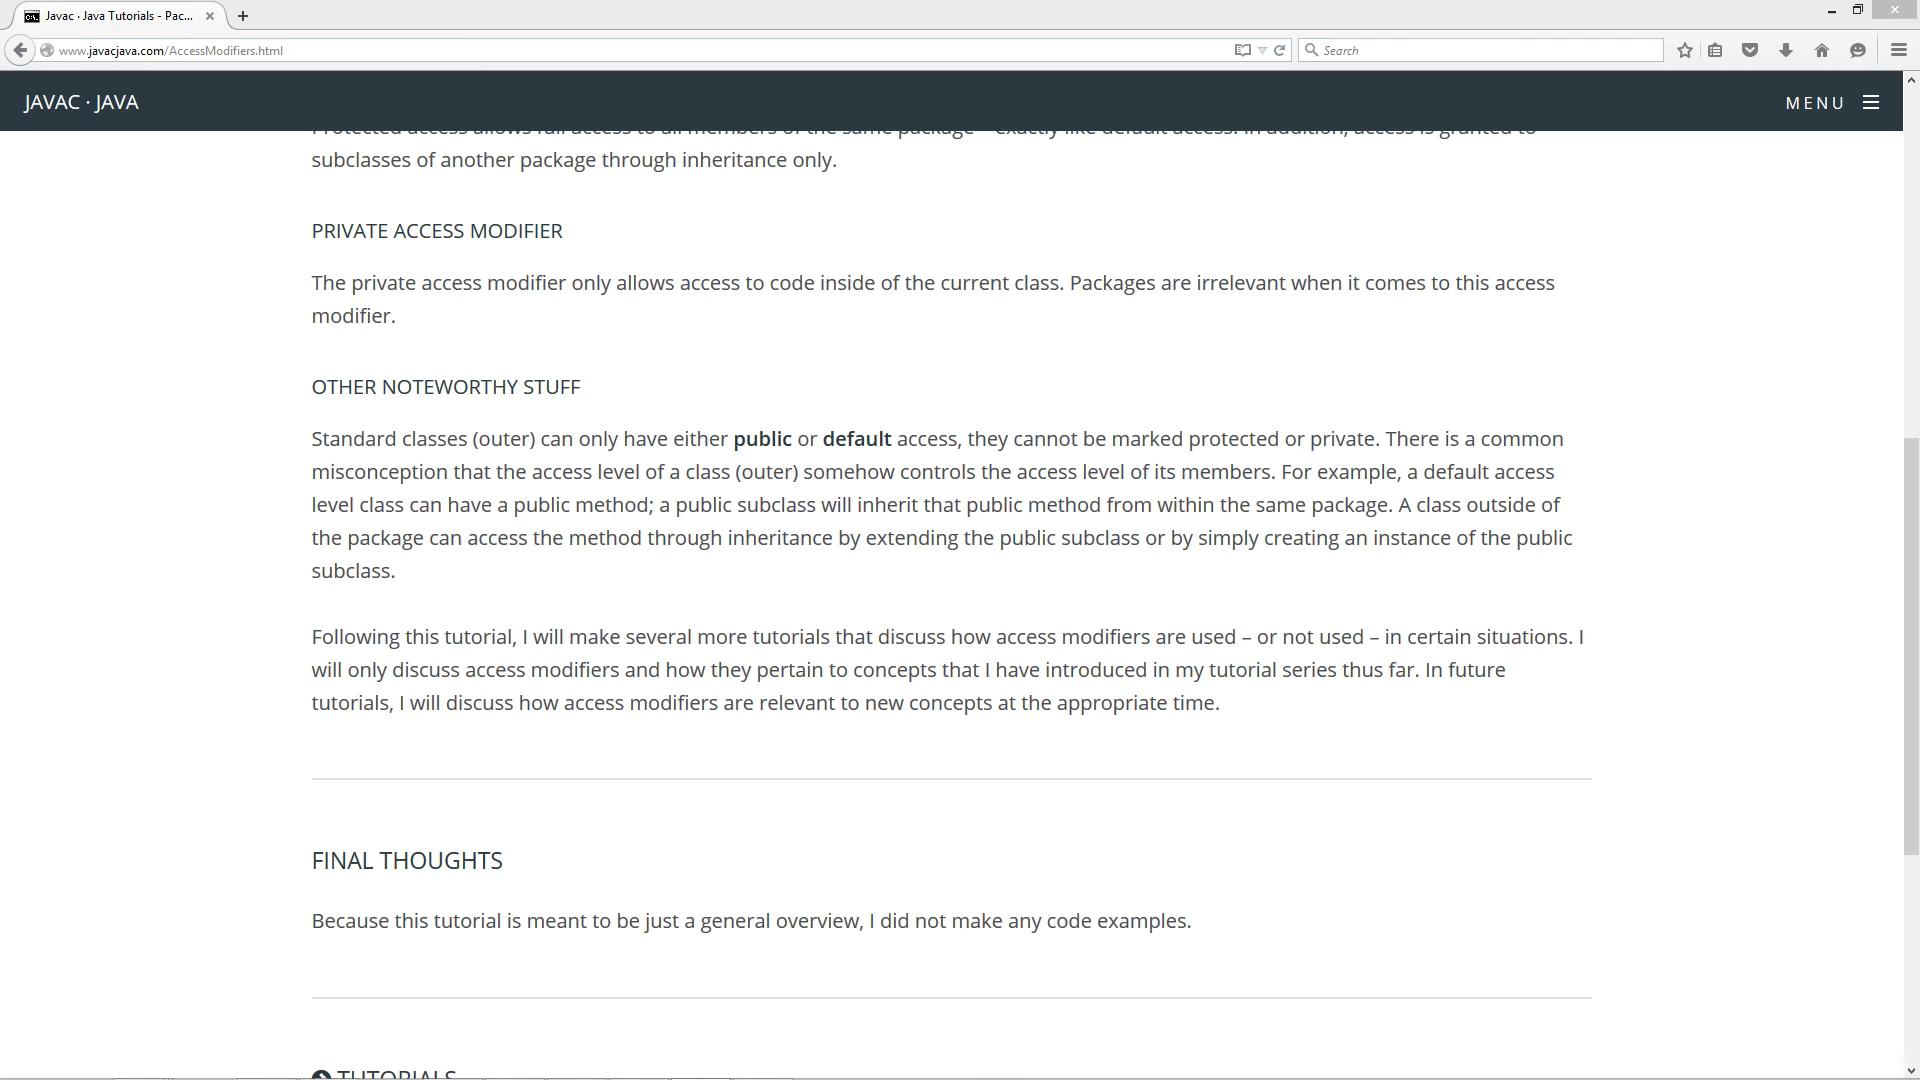 Javac · Java Tutorials - Pac...
www.javacjava.com/AccessModifiers.html
Search
JAVAC · JAVA
MENU
Protected access allows full access to all members of the same package – exactly like default access. In addition, access is granted to
subclasses of another package through inheritance only.
PRIVATE ACCESS MODIFIER
The private access modifier only allows access to code inside of the current class. Packages are irrelevant when it comes to this access
modifier.
OTHER NOTEWORTHY STUFF
Standard classes (outer) can only have either public or default access, they cannot be marked protected or private. There is a common
misconception that the access level of a class (outer) somehow controls the access level of its members. For example, a default access
level class can have a public method; a public subclass will inherit that public method from within the same package. A class outside of
the package can access the method through inheritance by extending the public subclass or by simply creating an instance of the public
subclass.
Following this tutorial, I will make several more tutorials that discuss how access modifiers are used – or not used – in certain situations. I
will only discuss access modifiers and how they pertain to concepts that I have introduced in my tutorial series thus far. In future
tutorials, I will discuss how access modifiers are relevant to new concepts at the appropriate time.
FINAL THOUGHTS
Because this tutorial is meant to be just a general overview, I did not make any code examples.
TUTORIALS